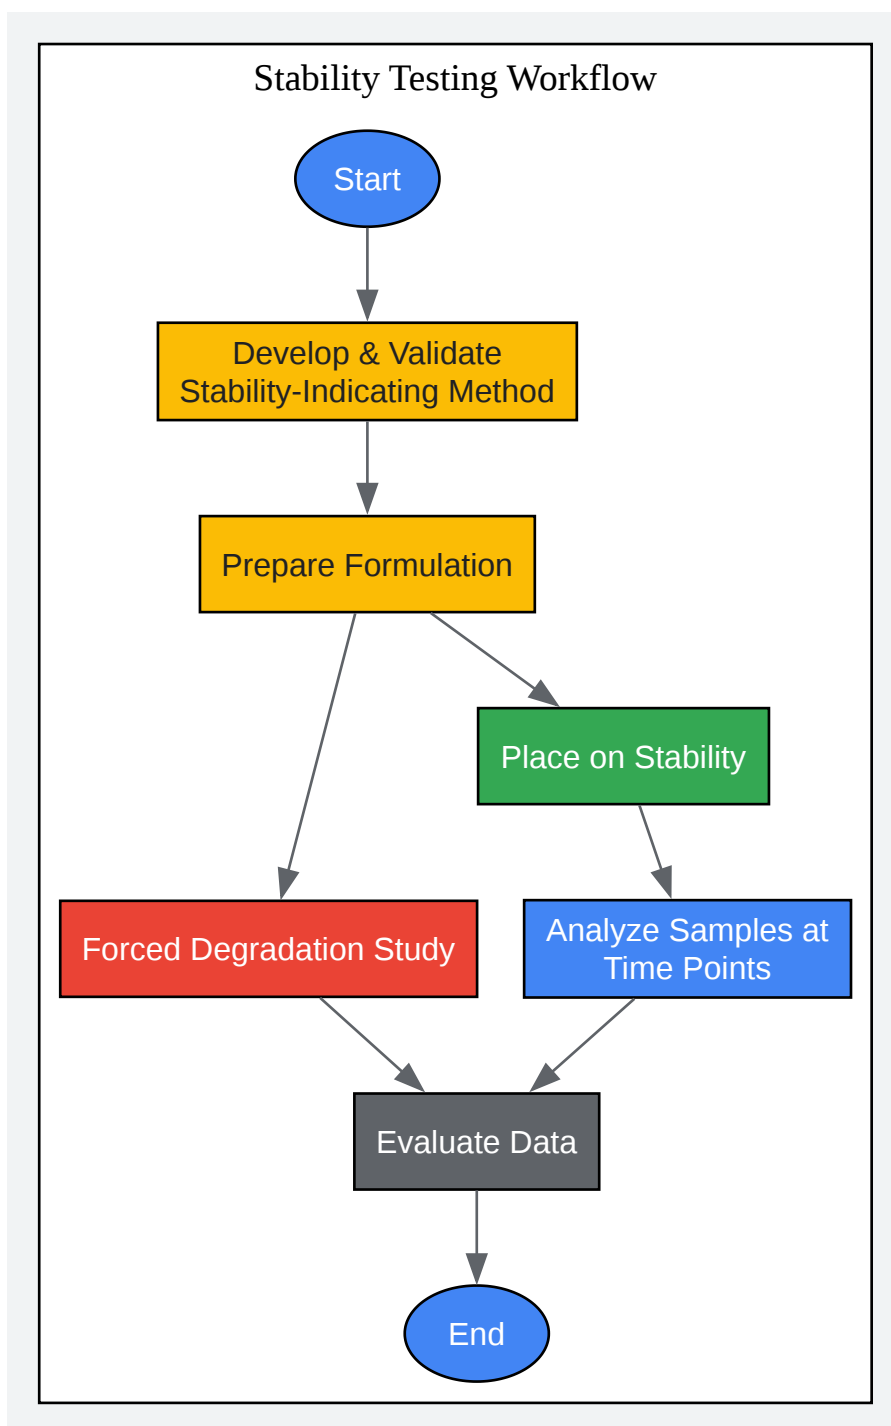 Stability Testing Workflow
Start
Develop & Validate
Stability-Indicating Method
Prepare Formulation
Place on Stability
Forced Degradation Study
Analyze Samples at
Time Points
Evaluate Data
End